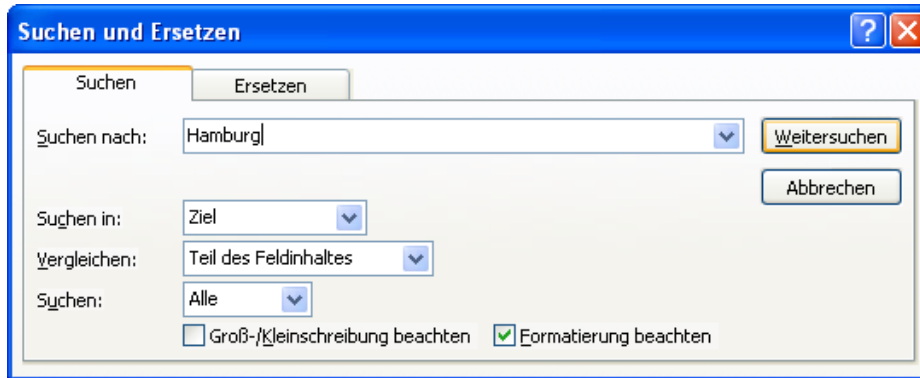 Suchen und Ersetzen
Suchen Ersetzen
Suchen nach: Hamburg Weitersuchen
Abbrechen
Suchen in: Ziel
Vergleichen: Teil des Feldinhaltes
Suchen: Alle
Groß-/Kleinschreibung beachten Formatierung beachten